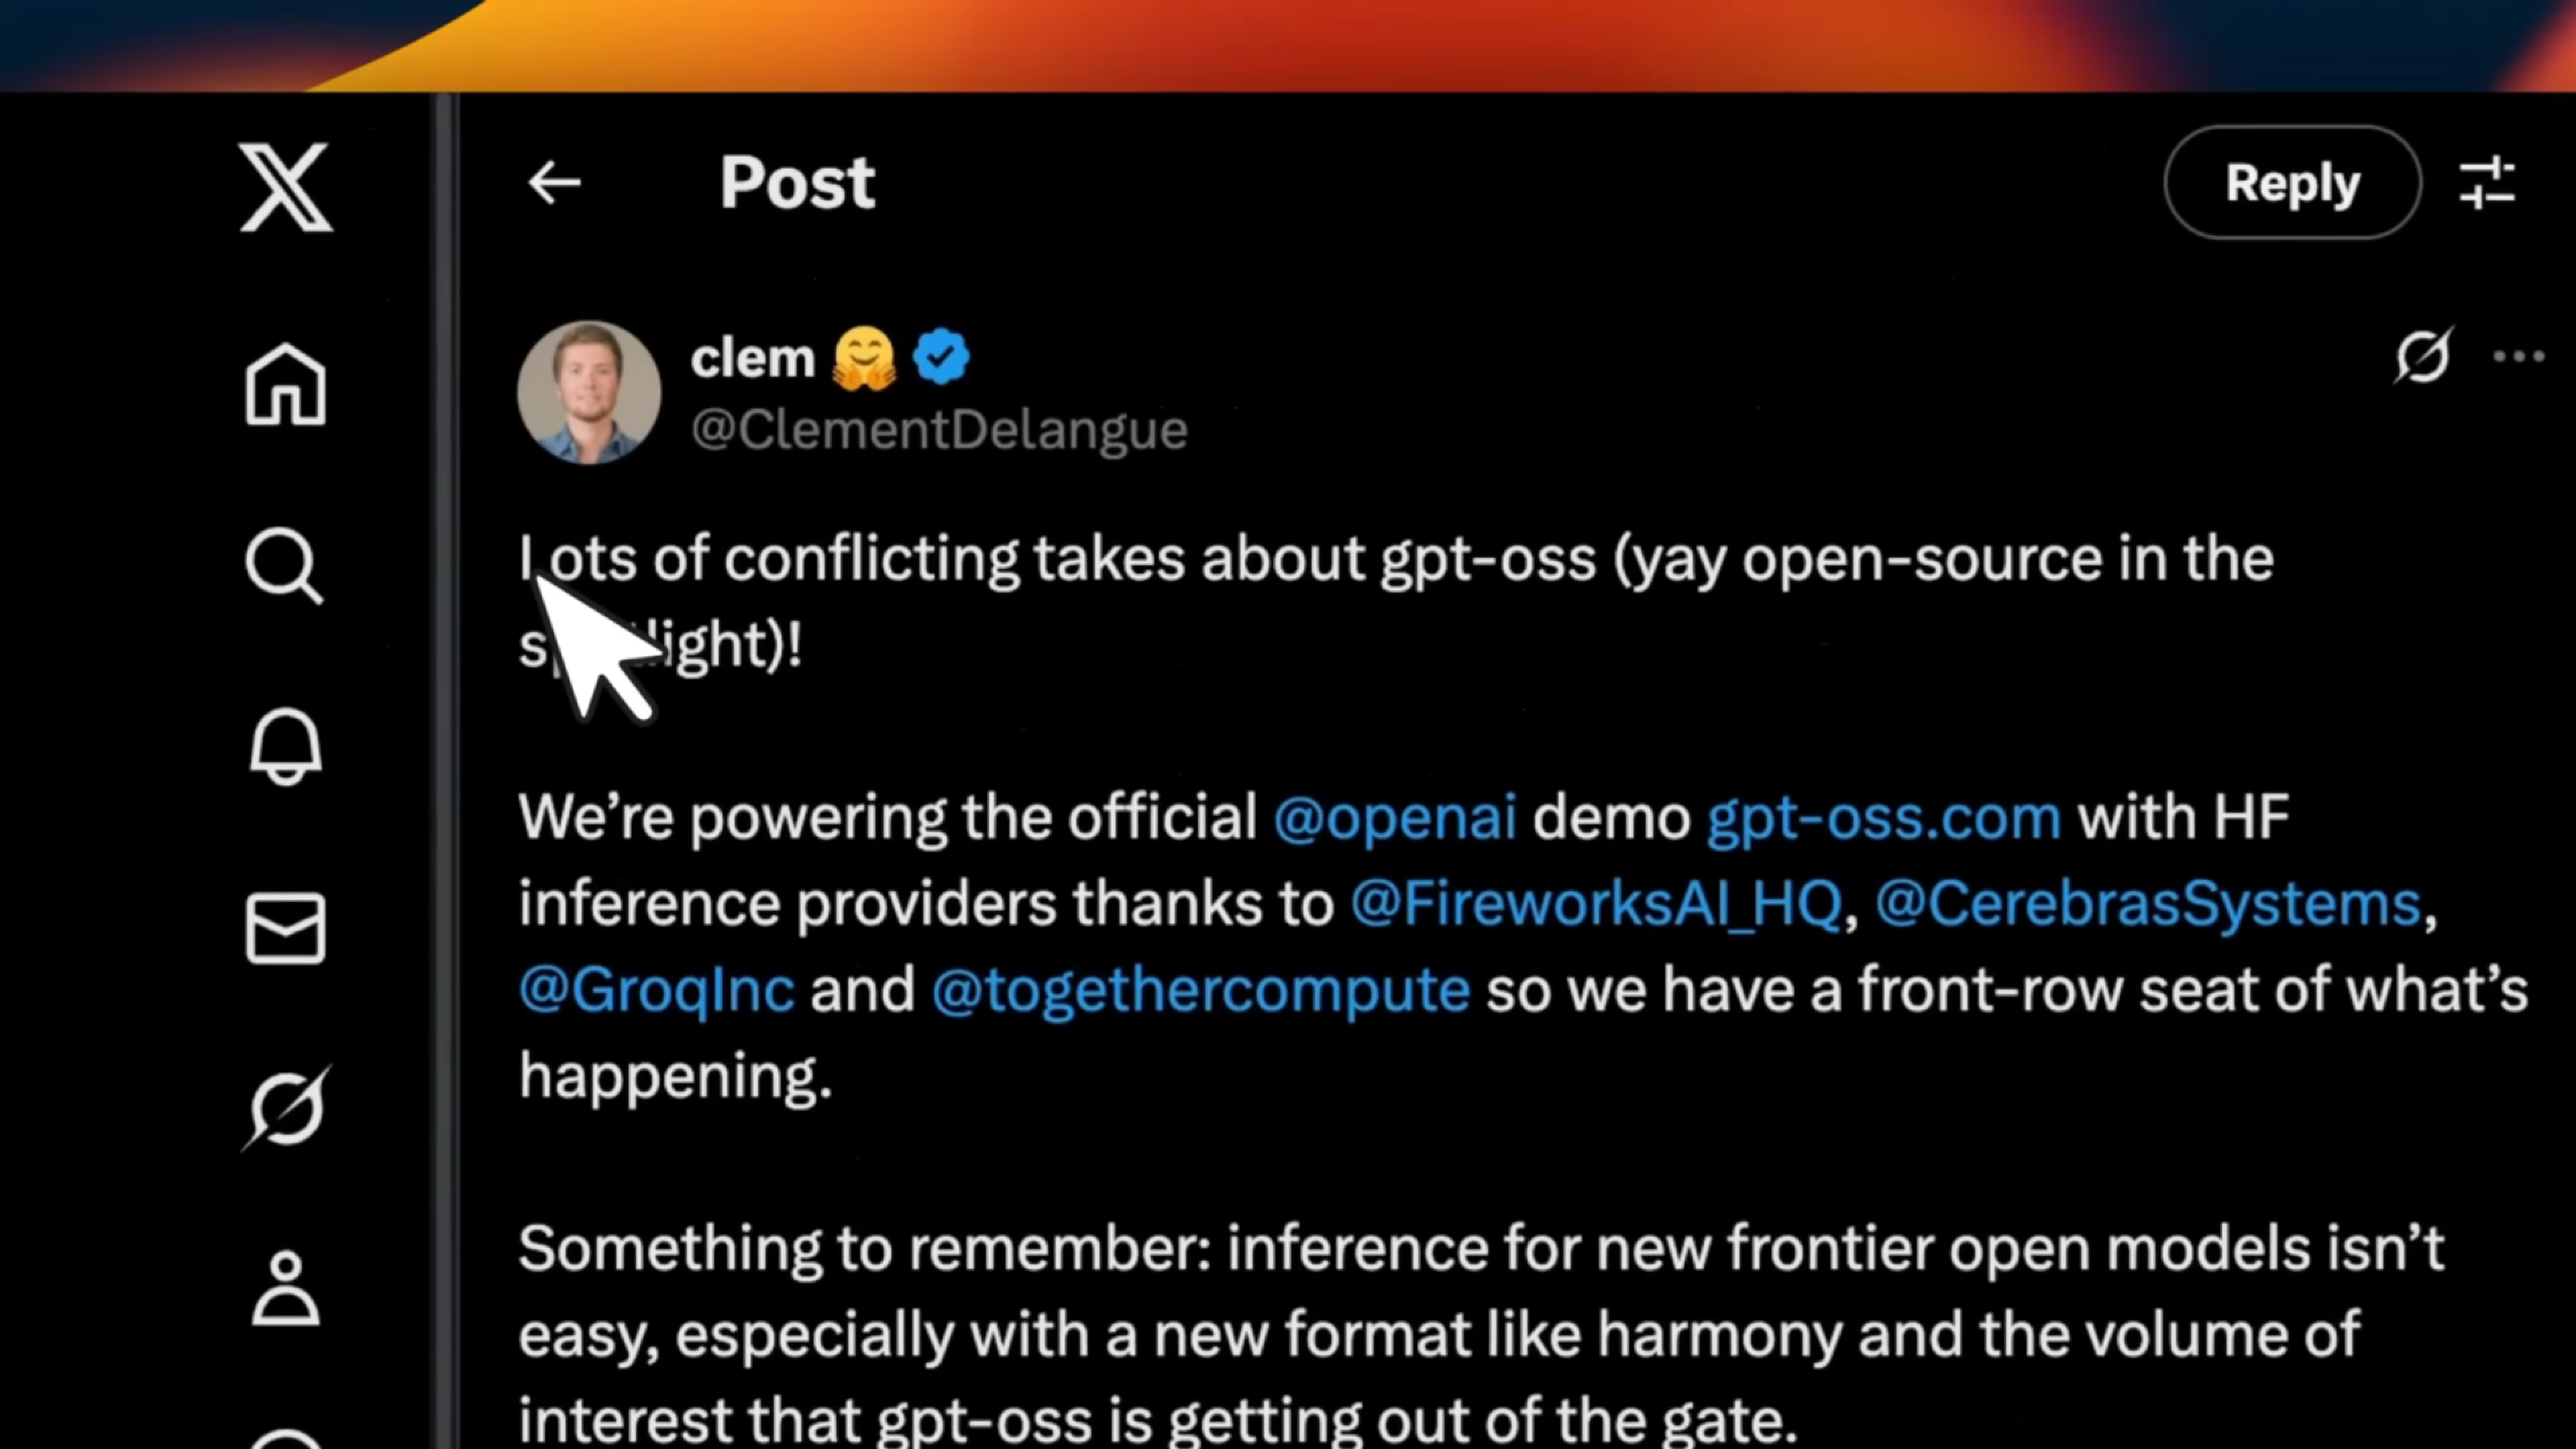 Post
Reply
clem 🤗
@ClementDelangue
Lots of conflicting takes about gpt-oss (yay open-source in the
spotlight)!
We’re powering the official @openai demo gpt-oss.com with HF
inference providers thanks to @FireworksAI_HQ, @CerebrasSystems,
@GroqInc and @togethercompute so we have a front-row seat of what’s
happening.
Something to remember: inference for new frontier open models isn’t
easy, especially with a new format like harmony and the volume of
interest that gpt-oss is getting out of the gate.